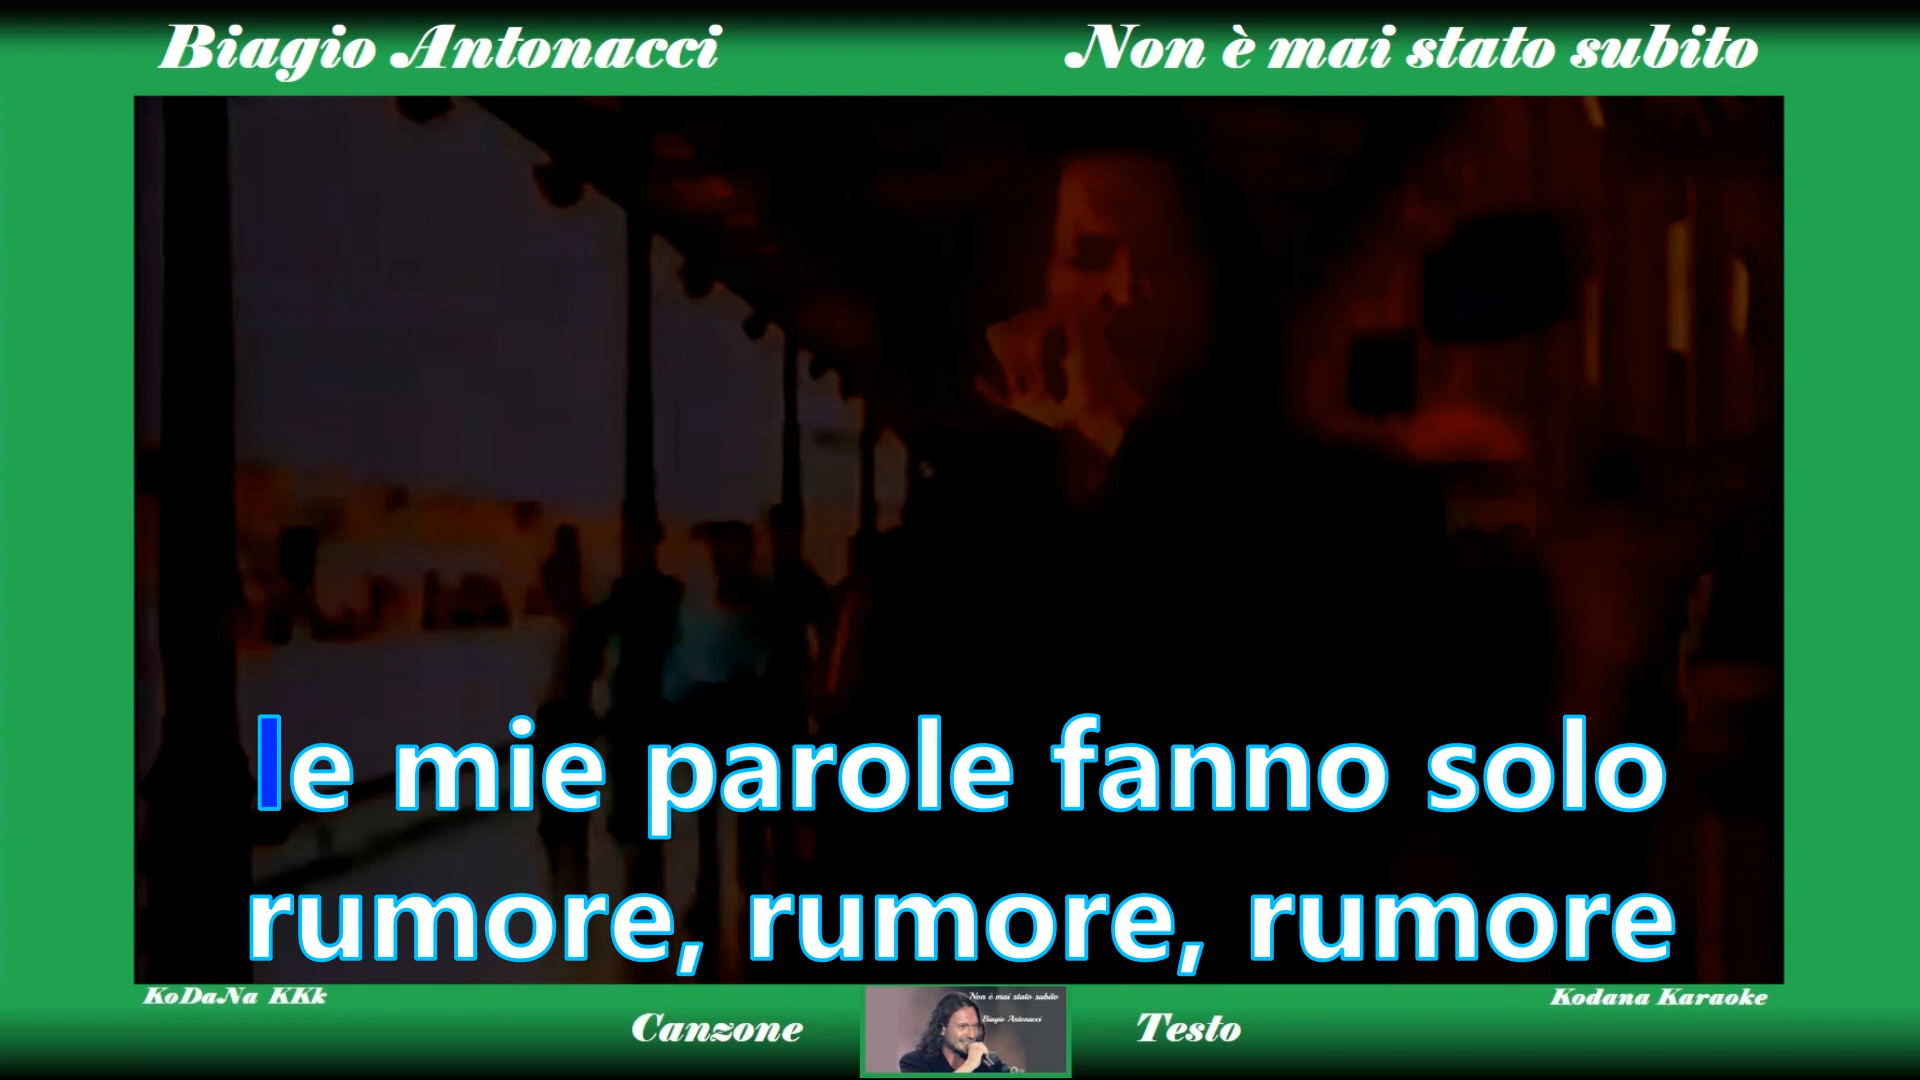 Biagio Antonacci
Non è mai stato subito
le mie parole fanno solo
rumore, rumore, rumore
KoDaNa KKk
Kodana Karaoke
Canzone
Non è mai stato subito
Biagio Antonacci
Testo